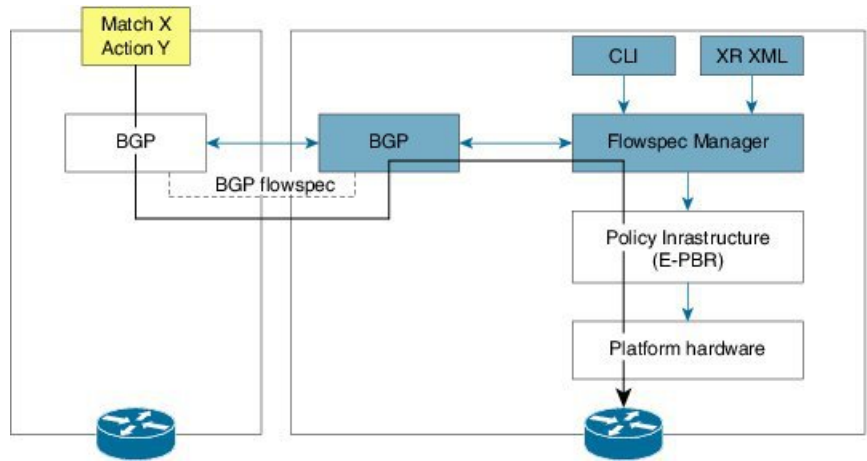 Match X
Action Y
CLI
XR XML
BGP
BGP
Flowspec Manager
BGP flowspec
Policy Inrastructure
(E-PBR)
Platform hardware